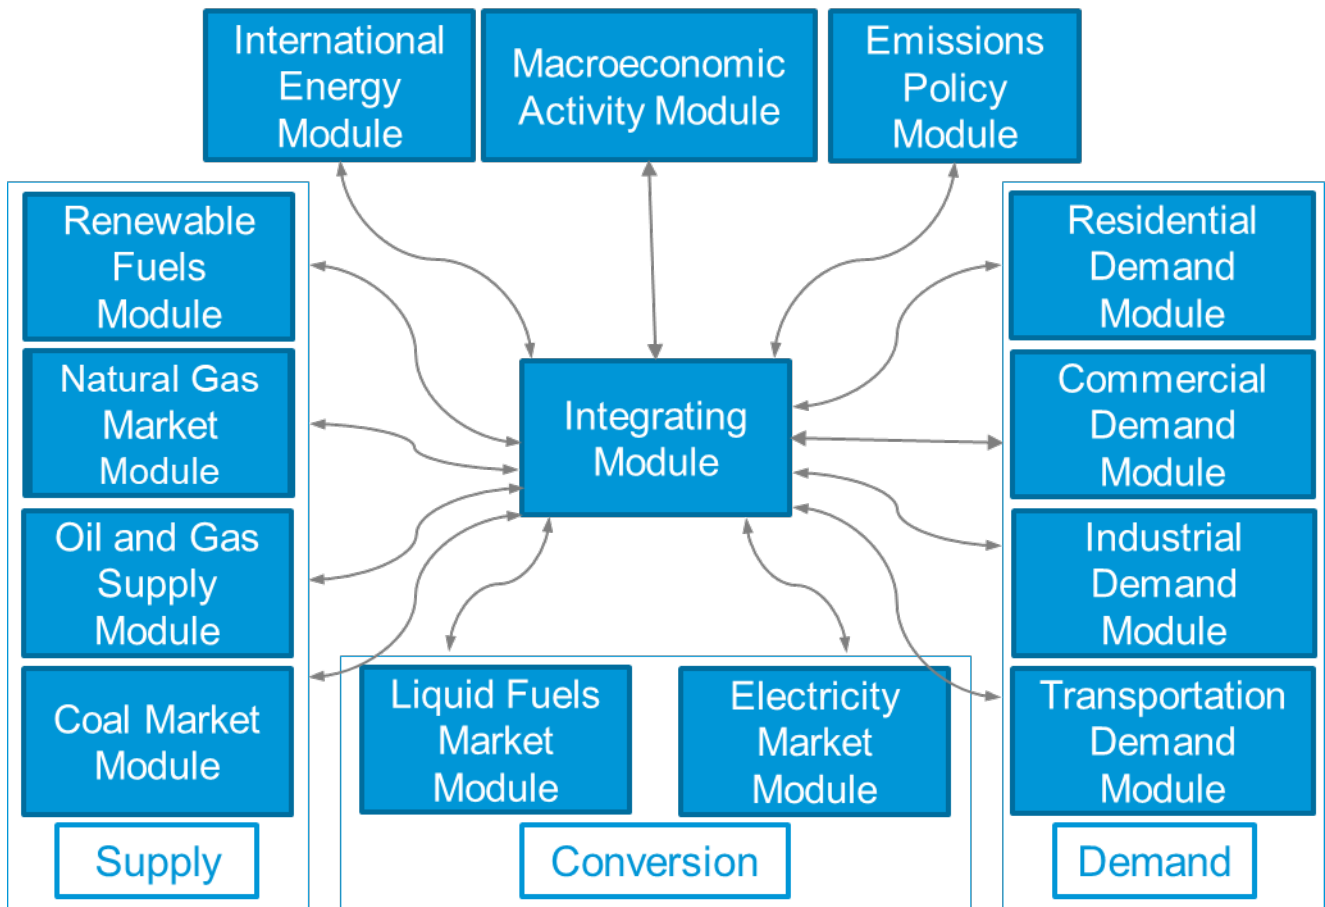 International
Energy
Module
Macroeconomic
Activity Module
Emissions
Policy
Module
Renewable
Fuels
Module
Natural Gas
Market
Module
Oil and Gas
Supply
Module
Coal Market
Module
Supply
Integrating
Module
Liquid Fuels
Market
Module
Electricity
Market
Module
Conversion
Residential
Demand
Module
Commercial
Demand
Module
Industrial
Demand
Module
Transportation
Demand
Module
Demand